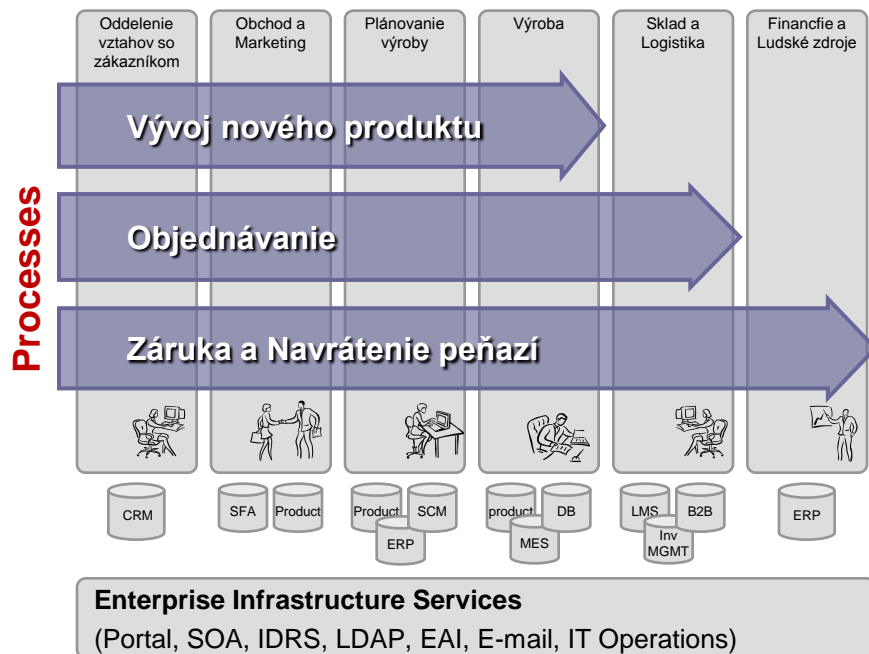 Oddelenie
vztahov so
zákazníkom
Obchod a
Marketing
Plánovanie
výroby
Výroba
Sklad a
Logistika
Financfie a
Ludské zdroje
Processes
Vývoj nového produktu
Objednávanie
Záruka a Navrátenie peňazí
CRM
SFA
Product
Product
SCM
ERP
product
DB
MES
LMS
B2B
Inv
MGMT
ERP
Enterprise Infrastructure Services
(Portal, SOA, IDRS, LDAP, EAI, E-mail, IT Operations)